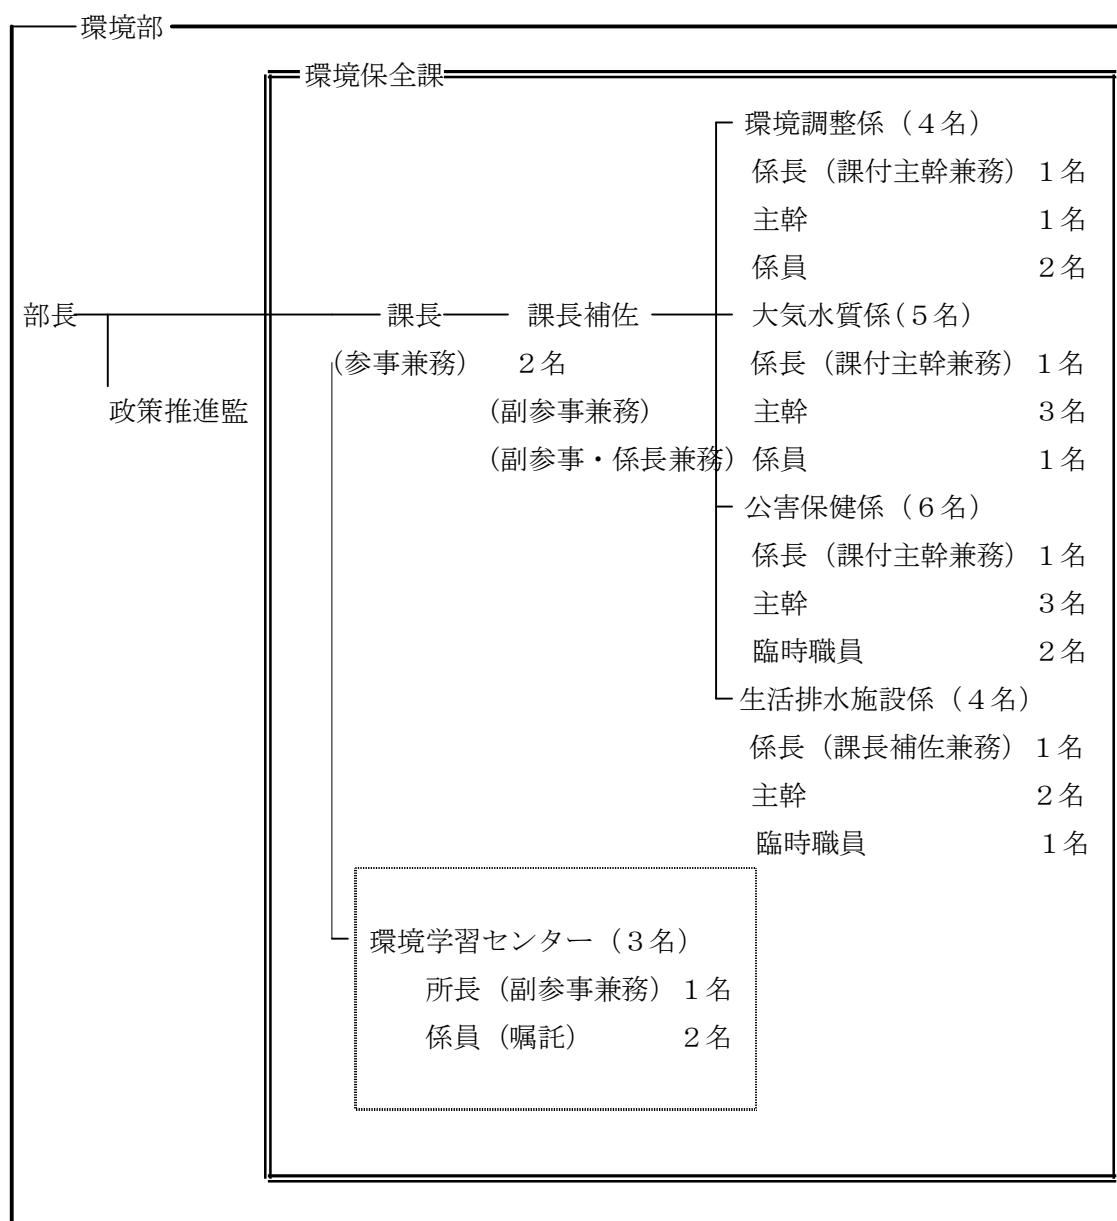 環境部
環境保全課
環境調整係（４名）
係長（課付主幹兼務）１名
主幹 １名
係員 ２名
部長 課長 課長補佐 大気水質係（５名）
(参事兼務) ２名 係長（課付主幹兼務）１名
政策推進監 (副参事兼務) 主幹 ３名
(副参事・係長兼務) 係員 １名
公害保健係（６名）
係長（課付主幹兼務）１名
主幹 ３名
臨時職員 ２名
生活排水施設係（４名）
係長（課長補佐兼務）１名
主幹 ２名
臨時職員 １名
環境学習センター（３名）
所長（副参事兼務）１名
係員（嘱託） ２名